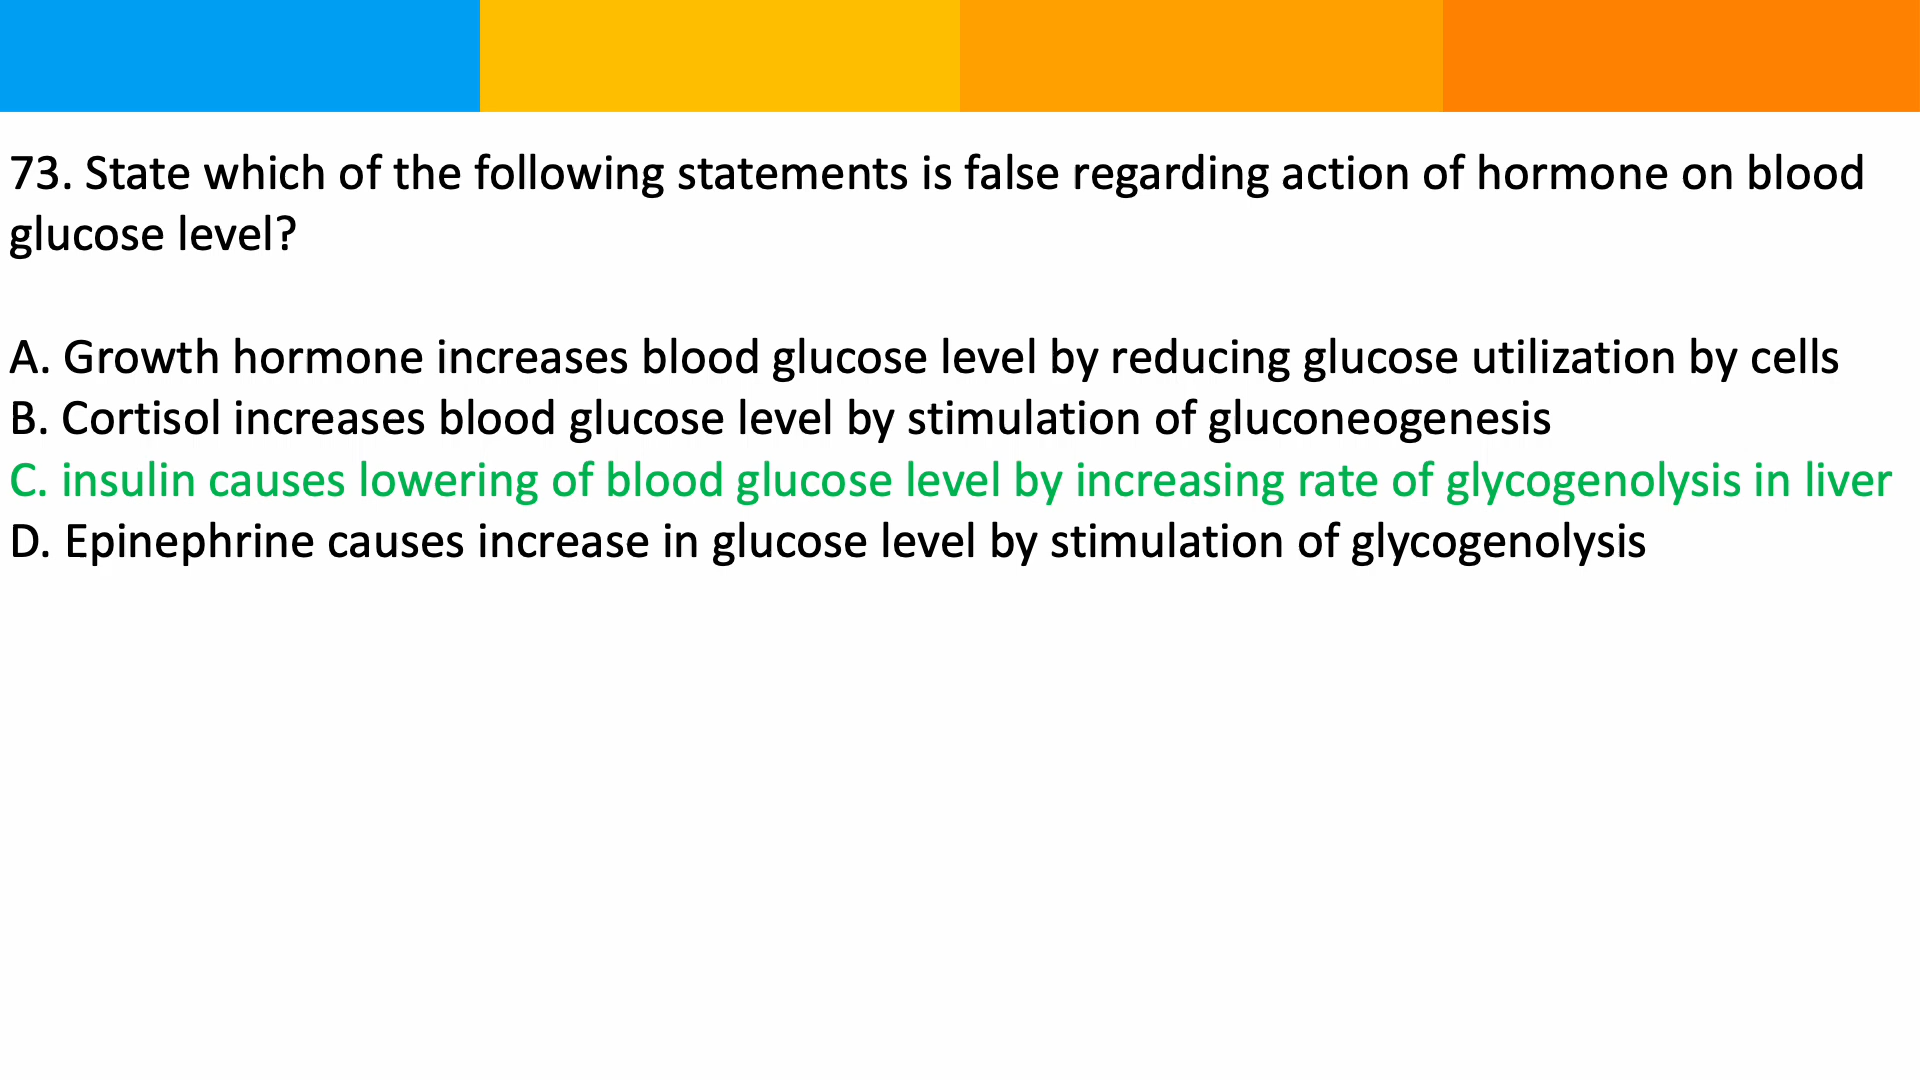 73. State which of the following statements is false regarding action of hormone on blood
glucose level?
A. Growth hormone increases blood glucose level by reducing glucose utilization by cells
B. Cortisol increases blood glucose level by stimulation of gluconeogenesis
C. insulin causes lowering of blood glucose level by increasing rate of glycogenolysis in liver
D. Epinephrine causes increase in glucose level by stimulation of glycogenolysis